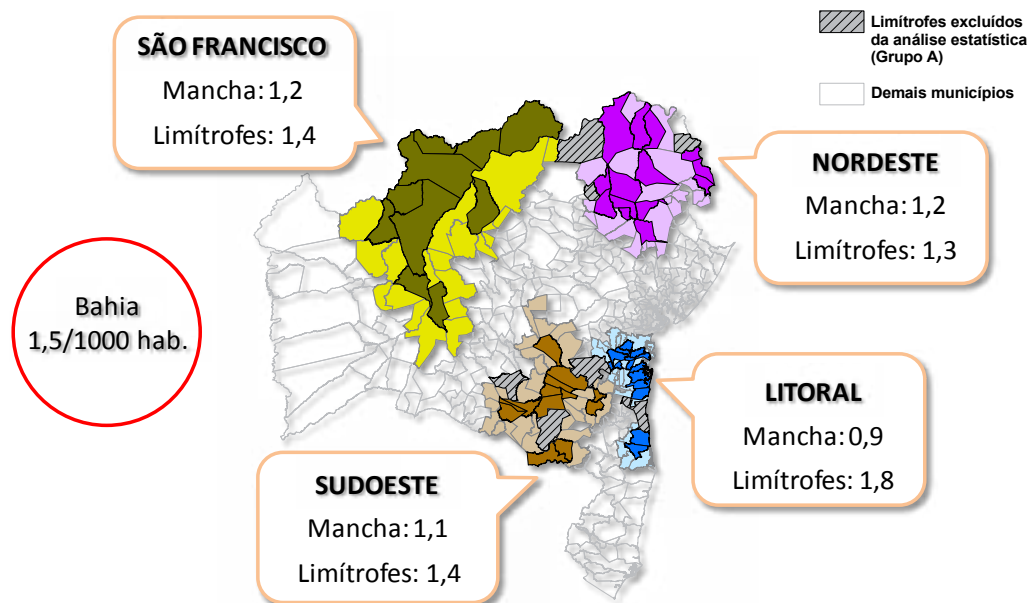 SÃO FRANCISCO
Mancha: 1,2
Limítrofes: 1,4
Limítrofes excluídos
da análise estatística
(Grupo A)
Demais municípios
NORDESTE
Mancha: 1,2
Limítrofes: 1,3
Bahia
1,5/1000 hab.
LITORAL
Mancha: 0,9
Limítrofes: 1,8
SUDOESTE
Mancha: 1,1
Limítrofes: 1,4